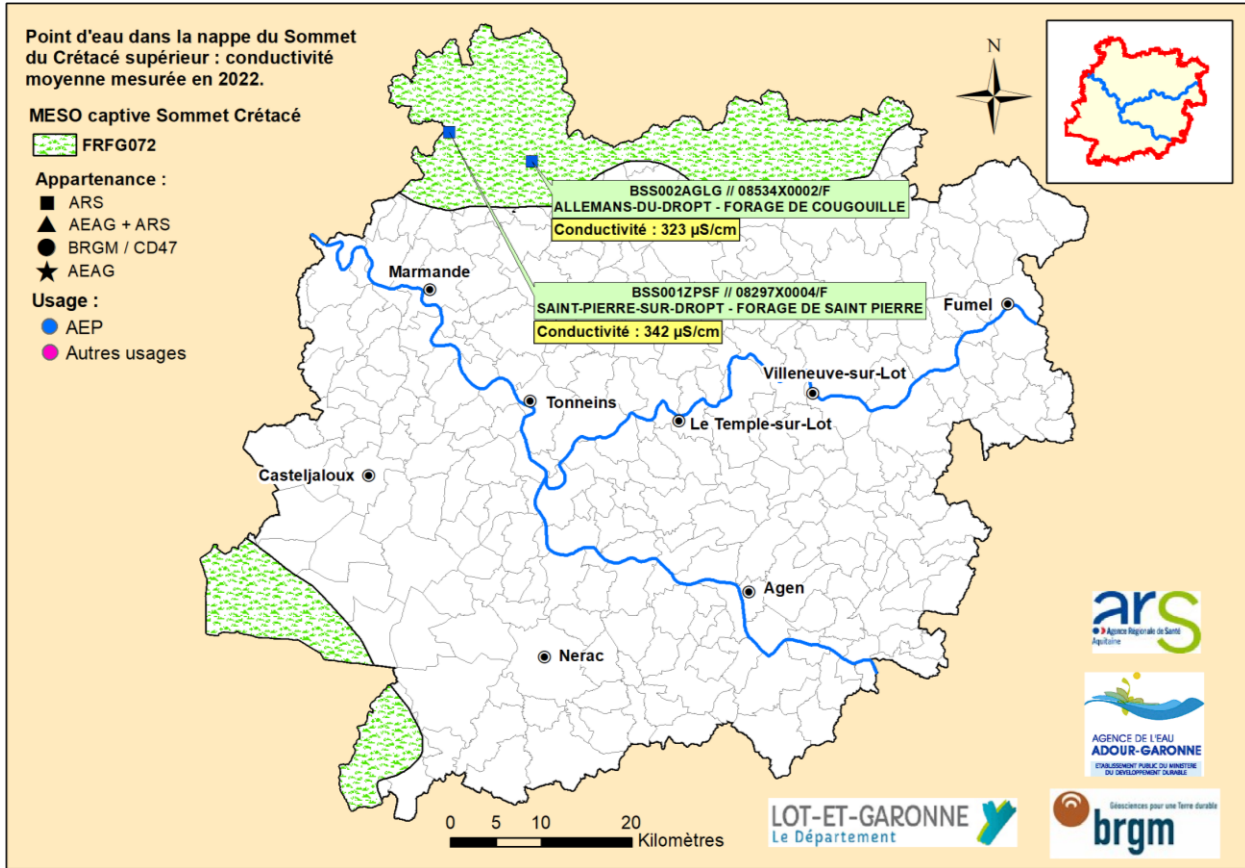 Point d'eau dans la nappe du Sommet
du Crétacé supérieur : conductivité
moyenne mesurée en 2022.
MESO captive Sommet Crétacé
FRFG072
Appartenance :
ARS
AEAG + ARS
BRGM / CD47
AEAG
Usage :
AEP
Autres usages
N
BSS002AGLG // 08534X0002/F
ALLEMANS-DU-DROPT - FORAGE DE COUGOUILLE
Conductivité : 323 µS/cm
BSS001ZPSF // 08297X0004/F
SAINT-PIERRE-SUR-DROPT - FORAGE DE SAINT PIERRE
Conductivité : 342 µS/cm
Marmande
Fumel
Villeneuve-sur-Lot
Tonneins
Le Temple-sur-Lot
Casteljaloux
Agen
Nerac
0 5 10 20
Kilomètres
ars
Agence Régionale de Santé
Aquitaine
AGENCE DE L'EAU
ADOUR-GARONNE
ETABLISSEMENT PUBLIC DU MINISTERE
DU DEVELOPPEMENT DURABLE
LOT-ET-GARONNE
Le Département
Géosciences pour une Terre durable
brgm